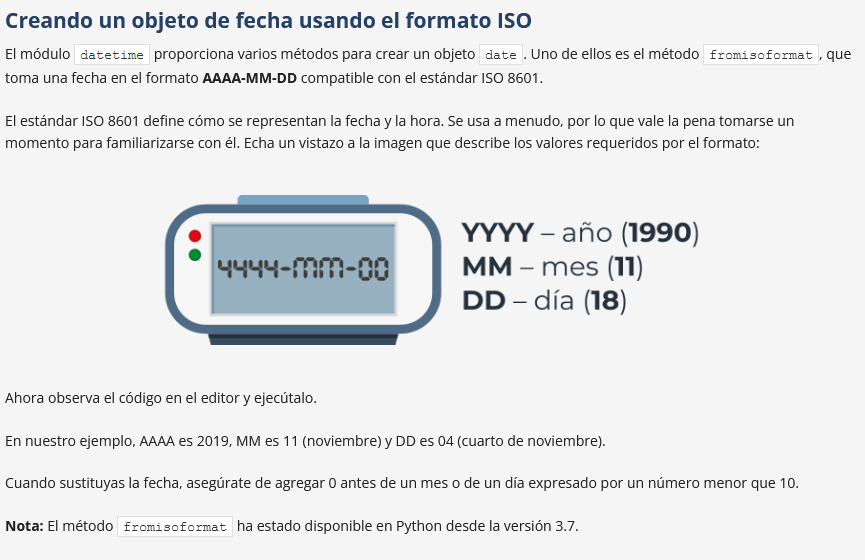 Creando un objeto de fecha usando el formato ISO
El módulo datetime proporciona varios métodos para crear un objeto date. Uno de ellos es el método fromisoformat, que
toma una fecha en el formato AAAA-MM-DD compatible con el estándar ISO 8601.
El estándar ISO 8601 define cómo se representan la fecha y la hora. Se usa a menudo, por lo que vale la pena tomarse un
momento para familiarizarse con él. Echa un vistazo a la imagen que describe los valores requeridos por el formato:
YYYY-MM-DD
YYYY – año (1990)
MM – mes (11)
DD – día (18)
Ahora observa el código en el editor y ejecútalo.
En nuestro ejemplo, AAAA es 2019, MM es 11 (noviembre) y DD es 04 (cuarto de noviembre).
Cuando sustituyas la fecha, asegúrate de agregar 0 antes de un mes o de un día expresado por un número menor que 10.
Nota: El método fromisoformat ha estado disponible en Python desde la versión 3.7.